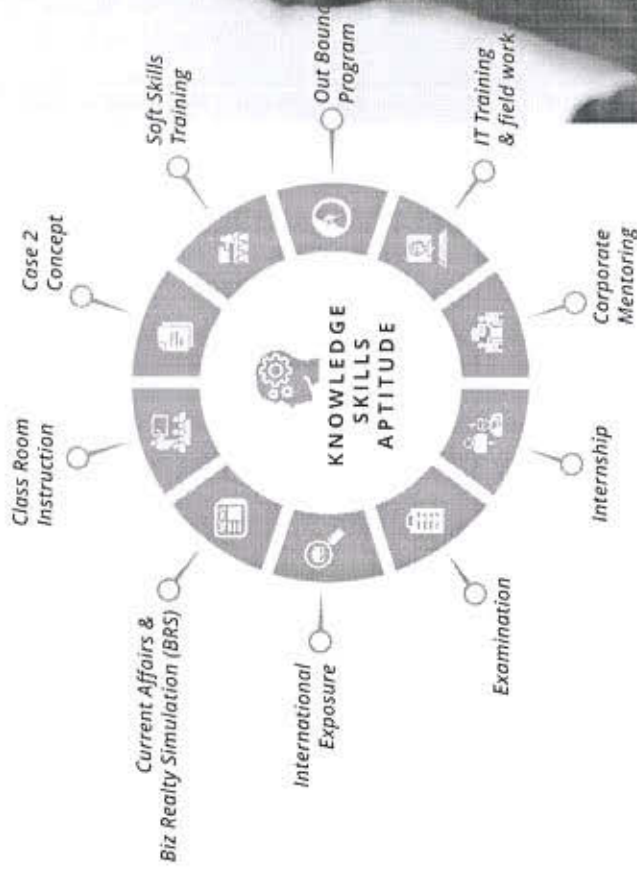 Class Room
Instruction
Case 2
Concept
Soft Skills
Training
Out Bound
Program
IT Training
& field work
Corporate
Mentoring
Internship
Examination
International
Exposure
Current Affairs &
Biz Realty Simulation (BRS)
KNOWLEDGE
SKILLS
APTITUDE